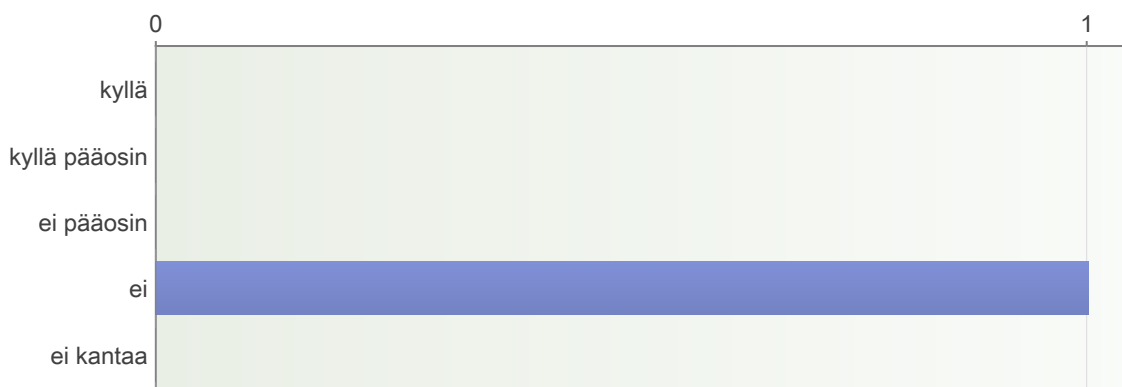 0 1
kyllä
kyllä pääosin
ei pääosin
ei
ei kantaa